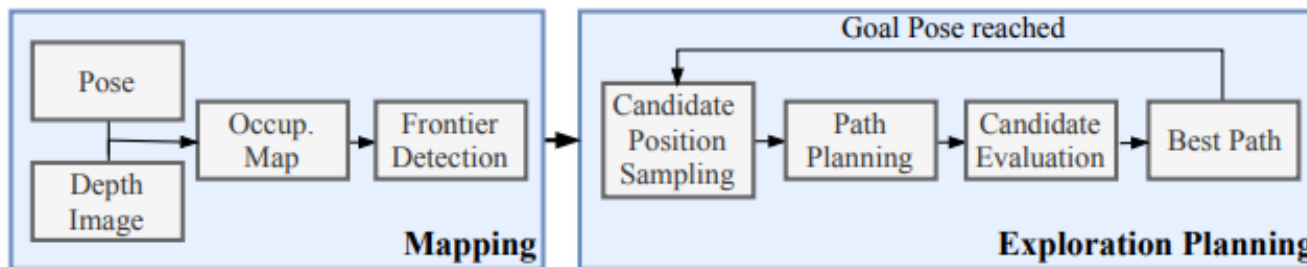 Pose
Depth
Image
Occup.
Map
Frontier
Detection
Mapping
Goal Pose reached
Candidate
Position
Sampling
Path
Planning
Candidate
Evaluation
Best Path
Exploration Planning